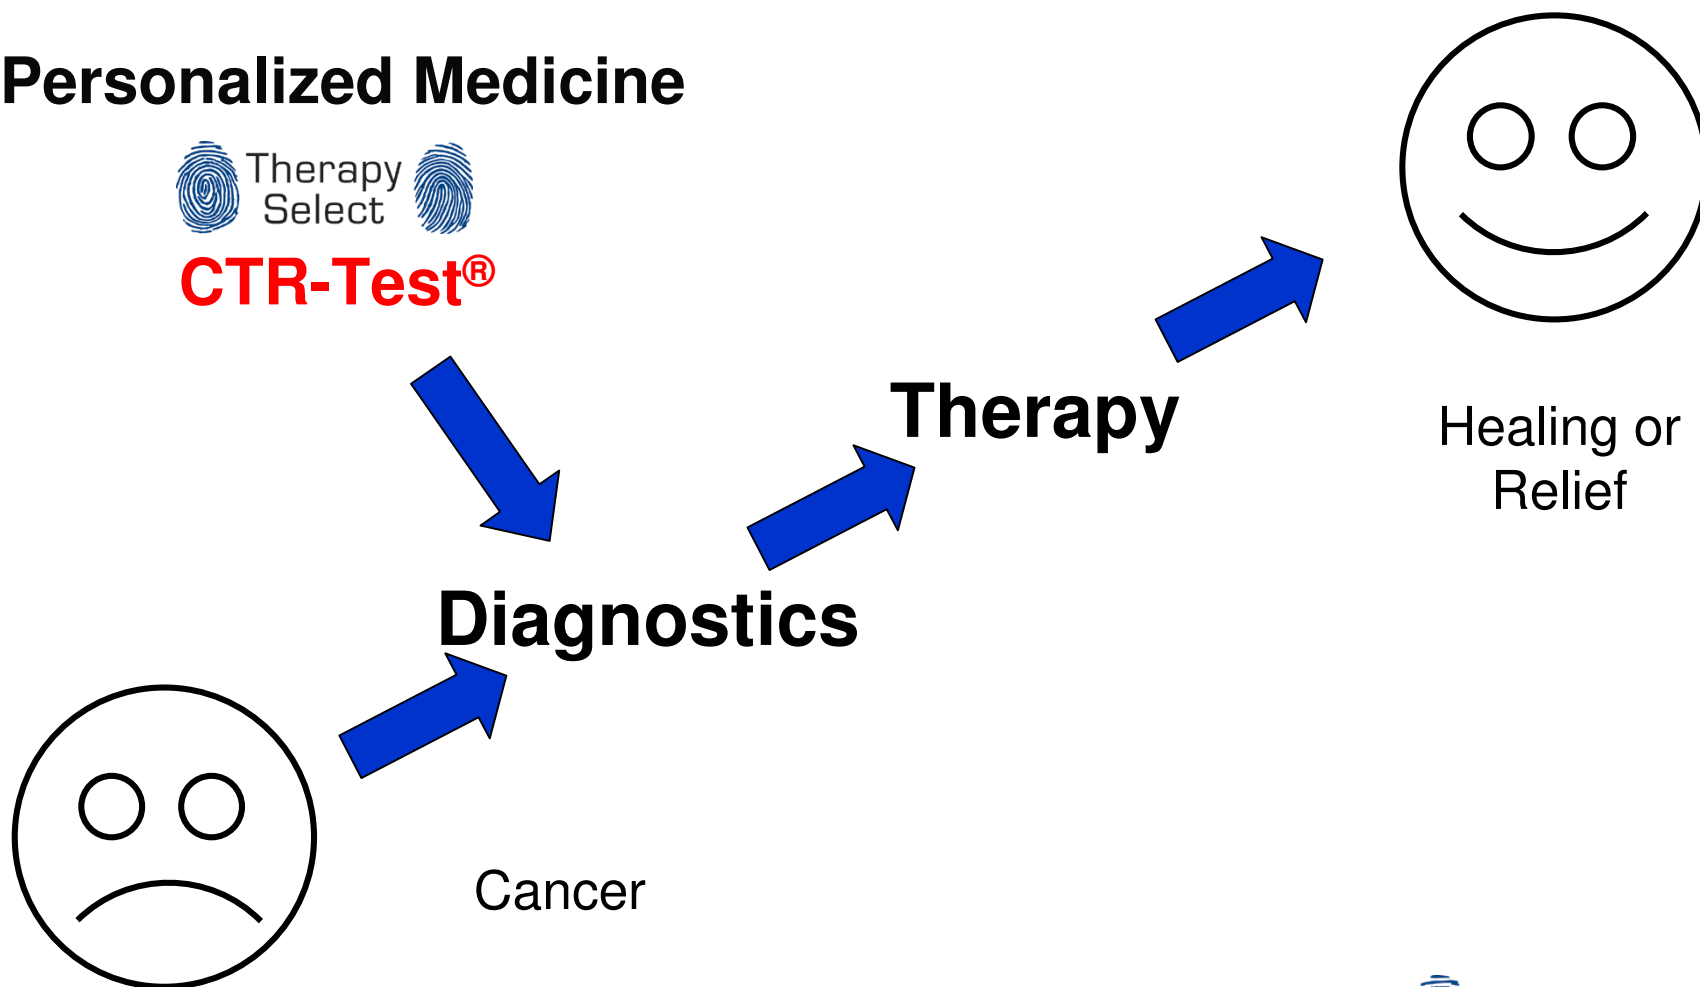 Personalized Medicine
Therapy
Select
CTR-Test®
Therapy
Healing or
Relief
Diagnostics
Cancer